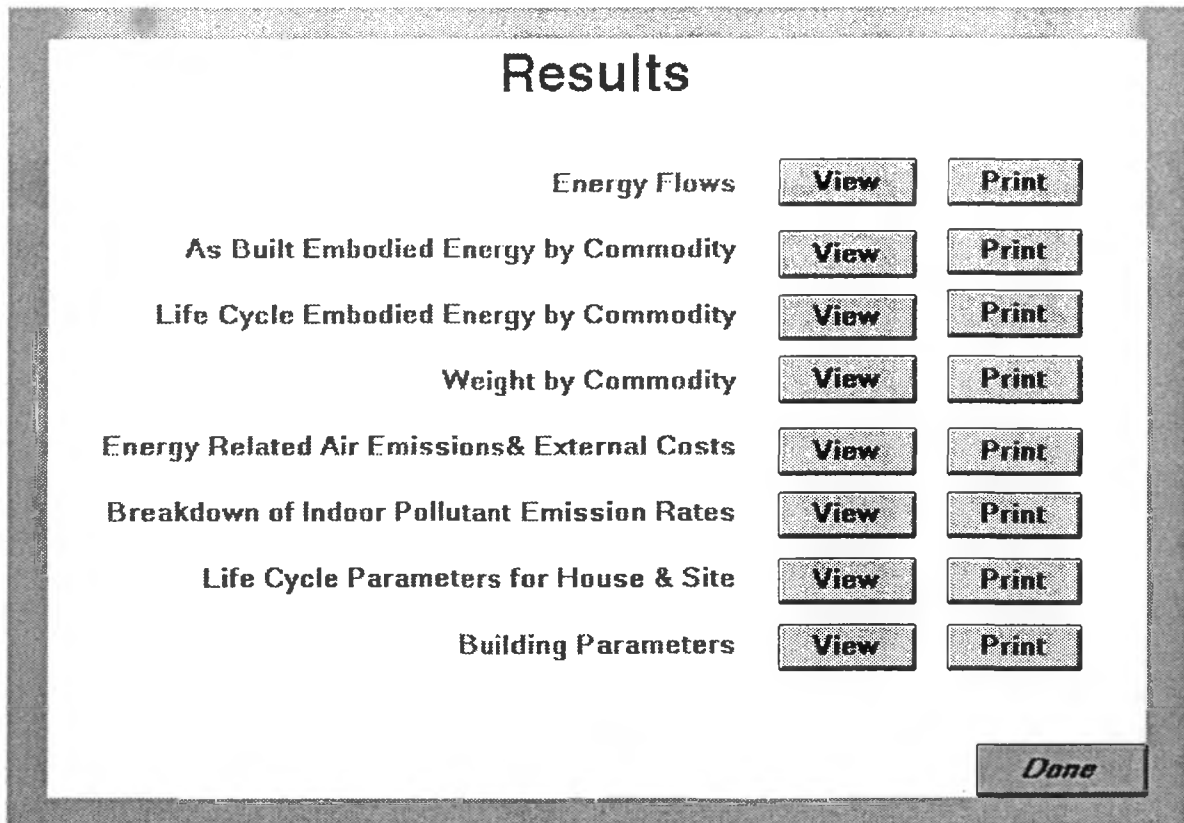 Results
Energy Flows View Print
As Built Embodied Energy by Commodity View Print
Life Cycle Embodied Energy by Commodity View Print
Weight by Commodity View Print
Energy Related Air Emissions& External Costs View Print
Breakdown of Indoor Pollutant Emission Rates View Print
Life Cycle Parameters for House & Site View Print
Building Parameters View Print
Done